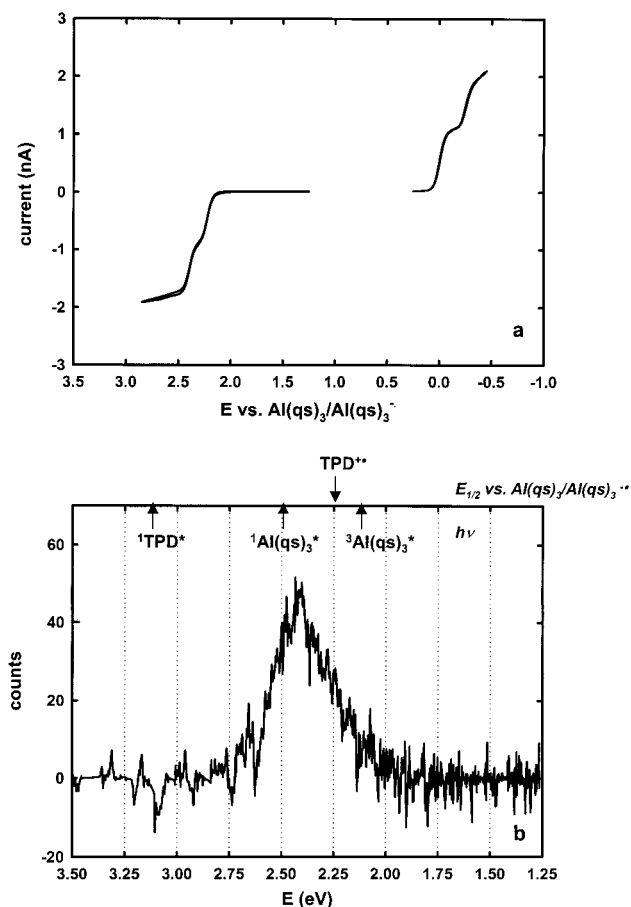 3
2
1
0
-1
-2
-3
current (nA)
a
3.5 3.0 2.5 2.0 1.5 1.0 0.5 0.0 -0.5 -1.0
E vs. Al(qs)₃/Al(qs)₃⁻·
TPD⁺•
E1/2 vs. Al(qs)₃/Al(qs)₃⁻•
60
40
20
0
-20
counts
¹TPD* ¹Al(qs)₃* ³Al(qs)₃*
hν
b
3.50 3.25 3.00 2.75 2.50 2.25 2.00 1.75 1.50 1.25
E (eV)